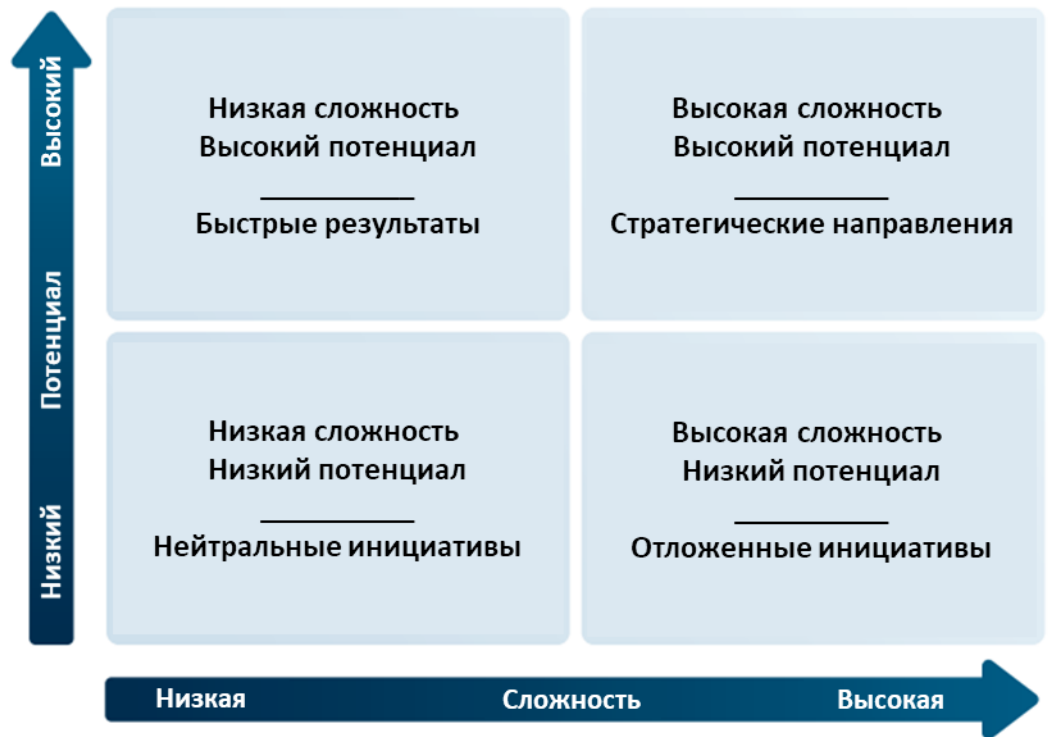 Высокий
Потенциал
Низкий
Низкая сложность
Высокий потенциал
Быстрые результаты
Высокая сложность
Высокий потенциал
Стратегические направления
Низкая сложность
Низкий потенциал
Нейтральные инициативы
Высокая сложность
Низкий потенциал
Отложенные инициативы
Низкая
Сложность
Высокая